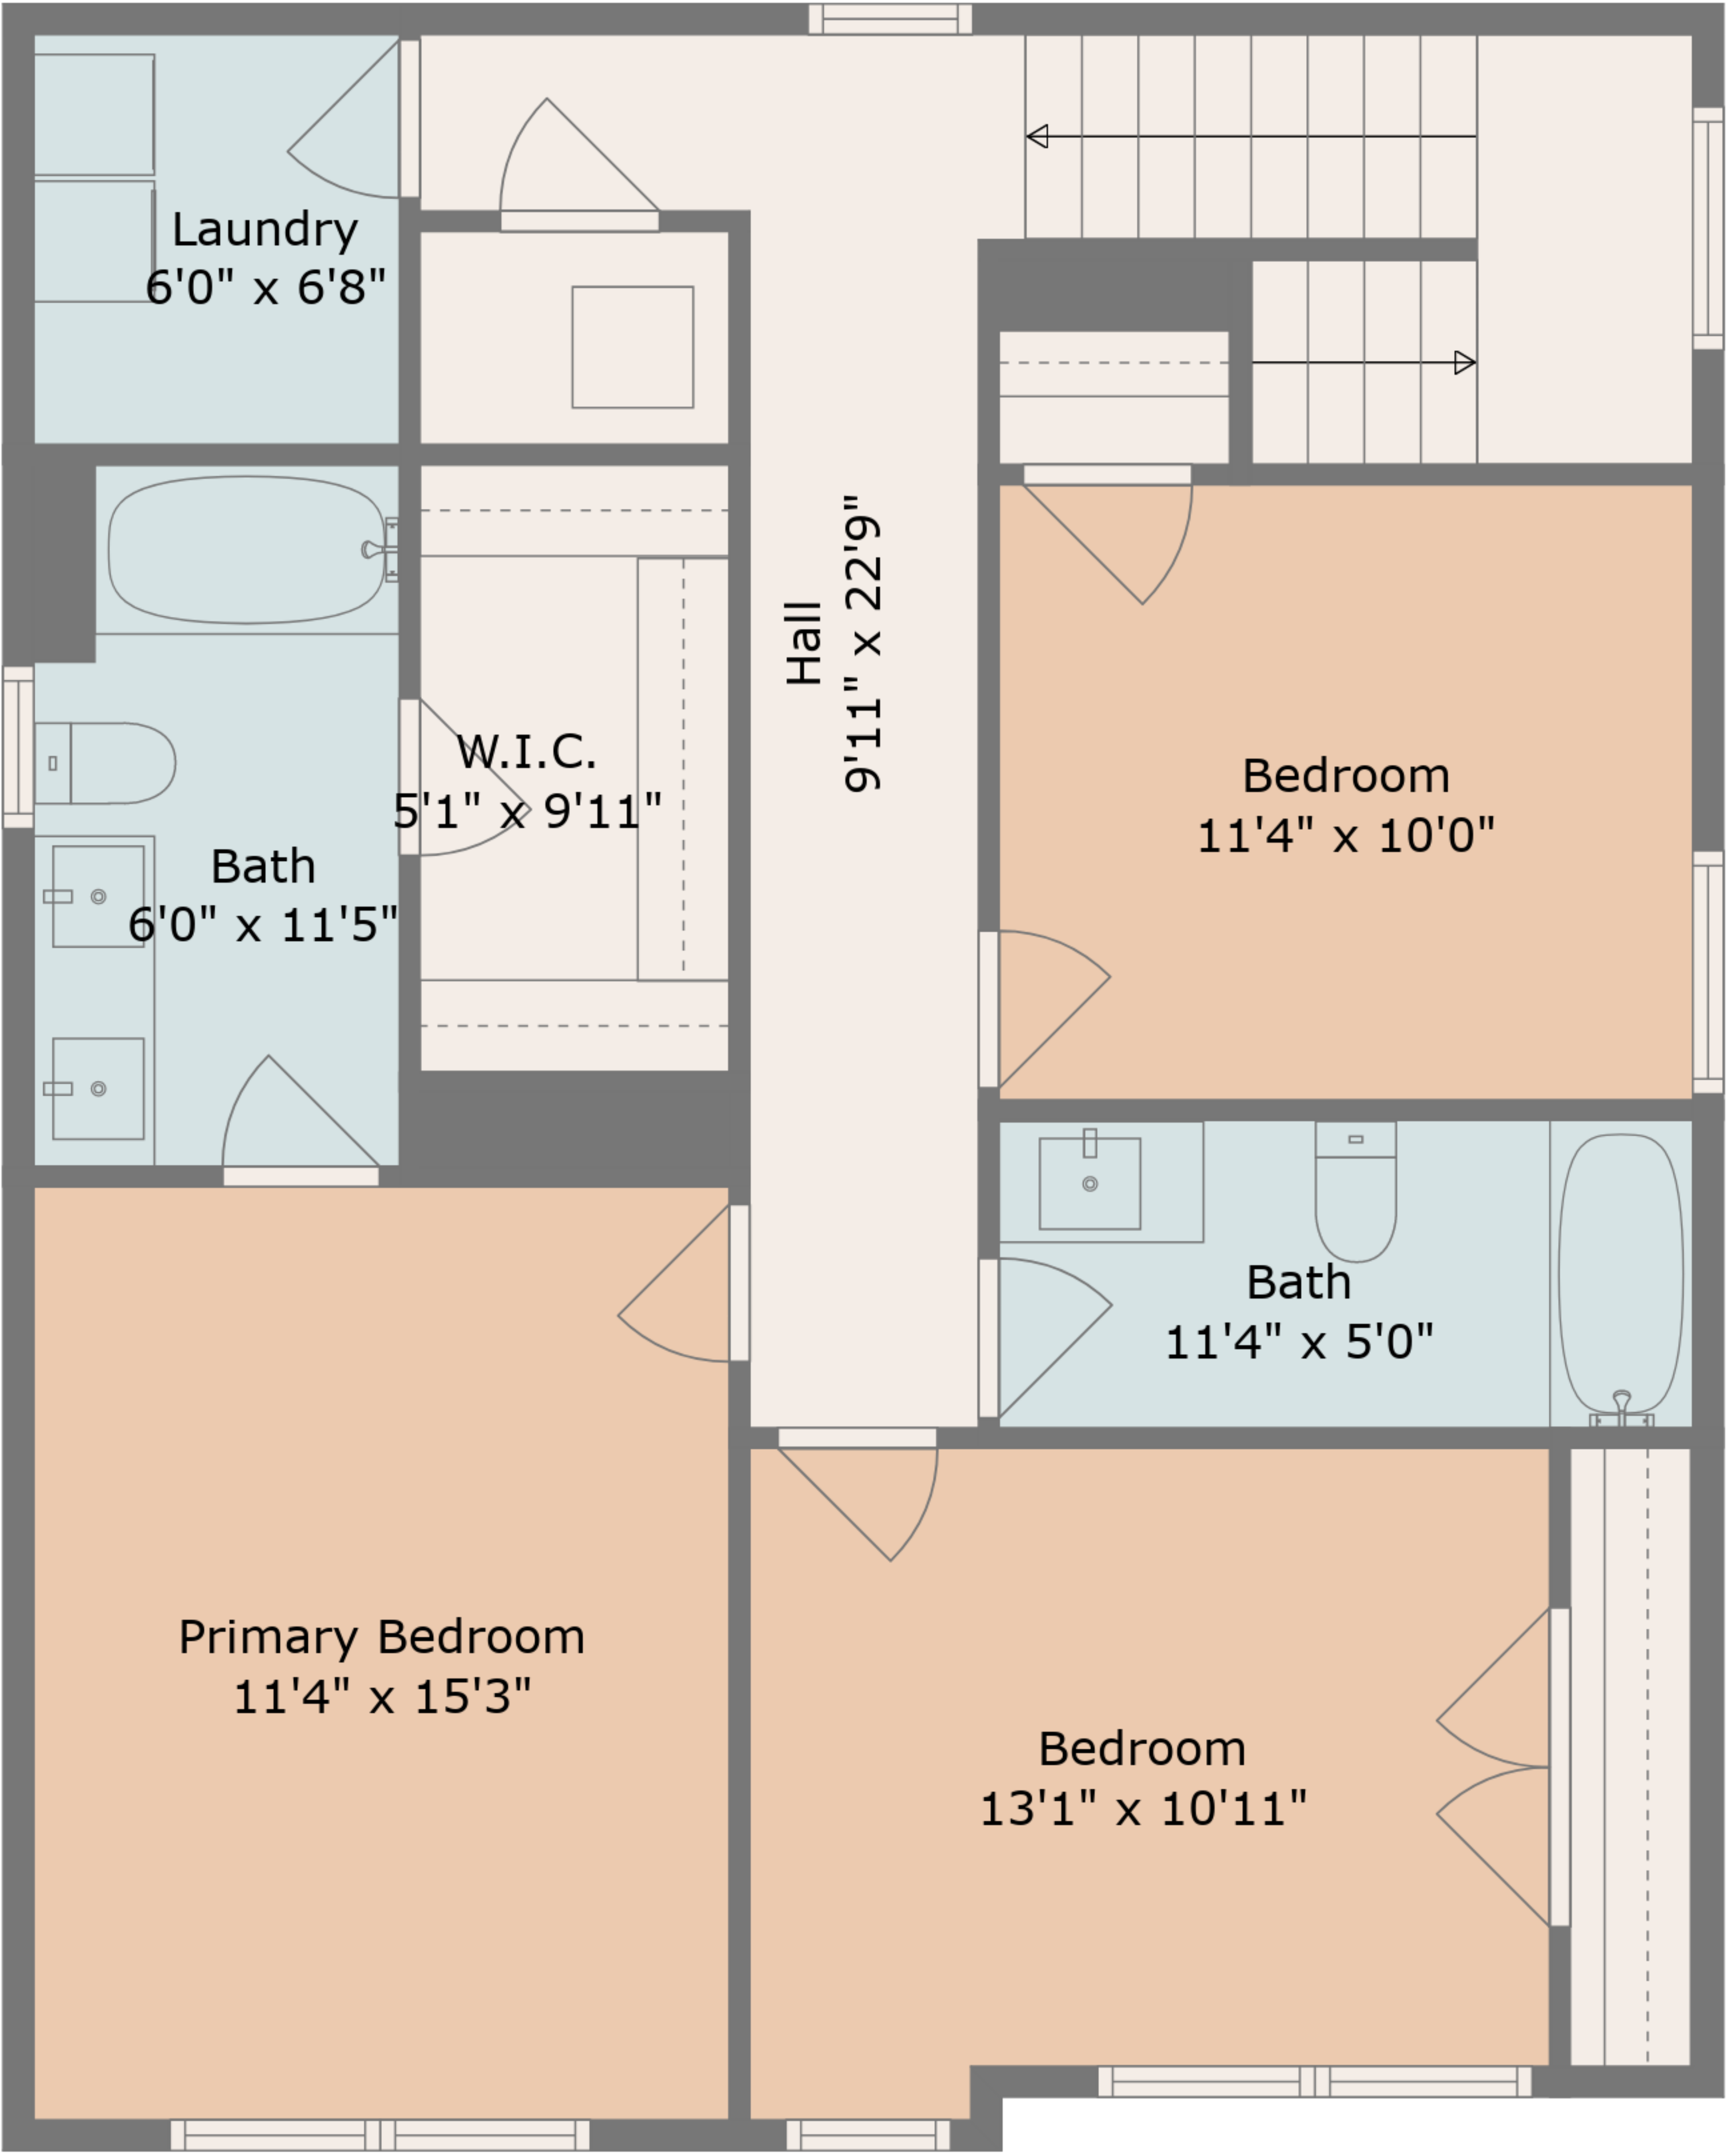 Laundry
6'0" x 6'8"
Hall
9'11" x 22'9"
W.I.C.
5'1" x 9'11"
Bedroom
11'4" x 10'0"
Bath
6'0" x 11'5"
Bath
11'4" x 5'0"
Primary Bedroom
11'4" x 15'3"
Bedroom
13'1" x 10'11"